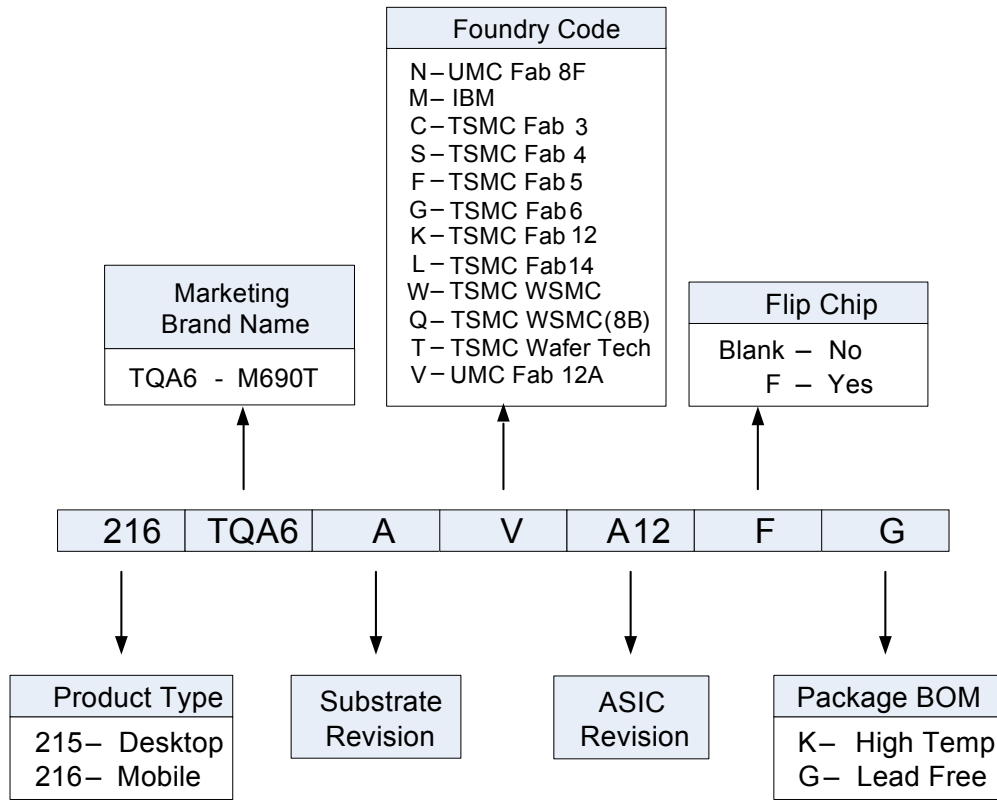 Foundry Code
N – UMC Fab 8F
M – IBM
C – TSMC Fab 3
S – TSMC Fab 4
F – TSMC Fab 5
G – TSMC Fab 6
K – TSMC Fab 12
L – TSMC Fab 14
W – TSMC WSMC
Q – TSMC WSMC(8B)
T – TSMC Wafer Tech
V – UMC Fab 12A
Marketing
Brand Name
TQA6 - M690T
Flip Chip
Blank – No
F – Yes
216 TQA6 A V A12 F G
Product Type
215 – Desktop
216 – Mobile
Substrate
Revision
ASIC
Revision
Package BOM
K – High Temp
G – Lead Free